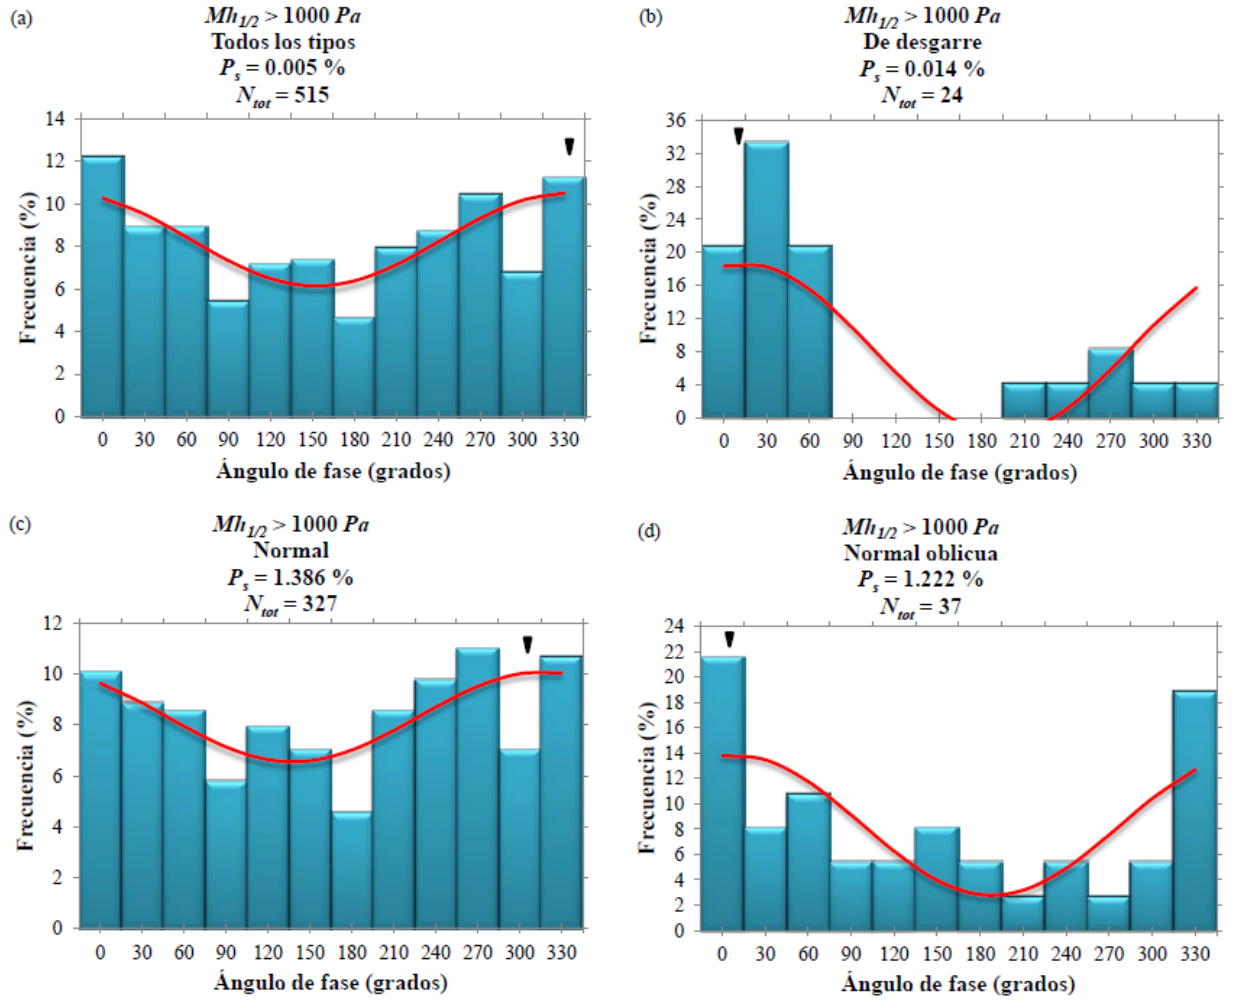 (a)
Mh1/2 > 1000 Pa
Todos los tipos
Ps = 0.005 %
Ntot = 515
14
12
10
8
6
4
2
0
Frecuencia (%)
0 30 60 90 120 150 180 210 240 270 300 330
Ángulo de fase (grados)
(b)
Mh1/2 > 1000 Pa
De desgarre
Ps = 0.014 %
Ntot = 24
36
32
28
24
20
16
12
8
4
0
Frecuencia (%)
0 30 60 90 120 150 180 210 240 270 300 330
Ángulo de fase (grados)
(c)
Mh1/2 > 1000 Pa
Normal
Ps = 1.386 %
Ntot = 327
12
10
8
6
4
2
0
Frecuencia (%)
0 30 60 90 120 150 180 210 240 270 300 330
Ángulo de fase (grados)
(d)
Mh1/2 > 1000 Pa
Normal oblicua
Ps = 1.222 %
Ntot = 37
24
22
20
18
16
14
12
10
8
6
4
2
0
Frecuencia (%)
0 30 60 90 120 150 180 210 240 270 300 330
Ángulo de fase (grados)